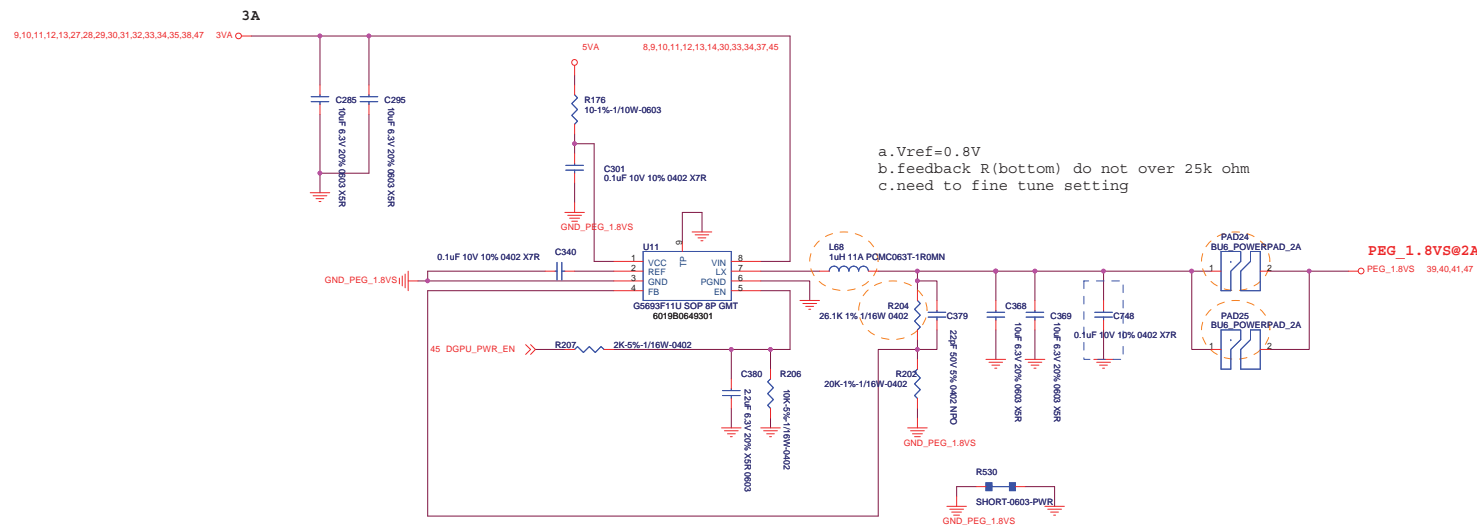 3A
9,10,11,12,13,27,28,29,30,31,32,33,34,35,38,47 3VA
5VA 8,9,10,11,12,13,14,30,33,34,37,45
C285
10uF 6.3V 20% 0603 X5R
C295
10uF 6.3V 20% 0603 X5R
R176
10-1%-1/10W-0603
C301
0.1uF 10V 10% 0402 X7R
GND_PEG_1.8VS
a.Vref=0.8V
b.feedback R(bottom) do not over 25k ohm
c.need to fine tune setting
0.1uF 10V 10% 0402 X7R
C340
GND_PEG_1.8VS
U11
9
TP
1 VCC VIN 8
2 REF LX 7
3 GND PGND 6
4 FB EN 5
G5693F11U SOP 8P GMT
6019B0649301
L68
1uH 11A PCMC063T-1R0MN
R204
26.1K 1% 1/16W 0402
C379
22pF 50V 5% 0402 NPO
R202
20K-1%-1/16W-0402
GND_PEG_1.8VS
C368
10uF 6.3V 20% 0603 X5R
C369
10uF 6.3V 20% 0603 X5R
C748
0.1uF 10V 10% 0402 X7R
PAD24
BU6_POWERPAD_2A
1 2
PAD25
BU6_POWERPAD_2A
1 2
PEG_1.8VS@2A
PEG_1.8VS 39,40,41,47
45 DGPU_PWR_EN
R207
2K-5%-1/16W-0402
C380
2.2uF 6.3V 20% X5R 0603
R206
10K-5%-1/16W-0402
R530
SHORT-0603-PWR
GND_PEG_1.8VS